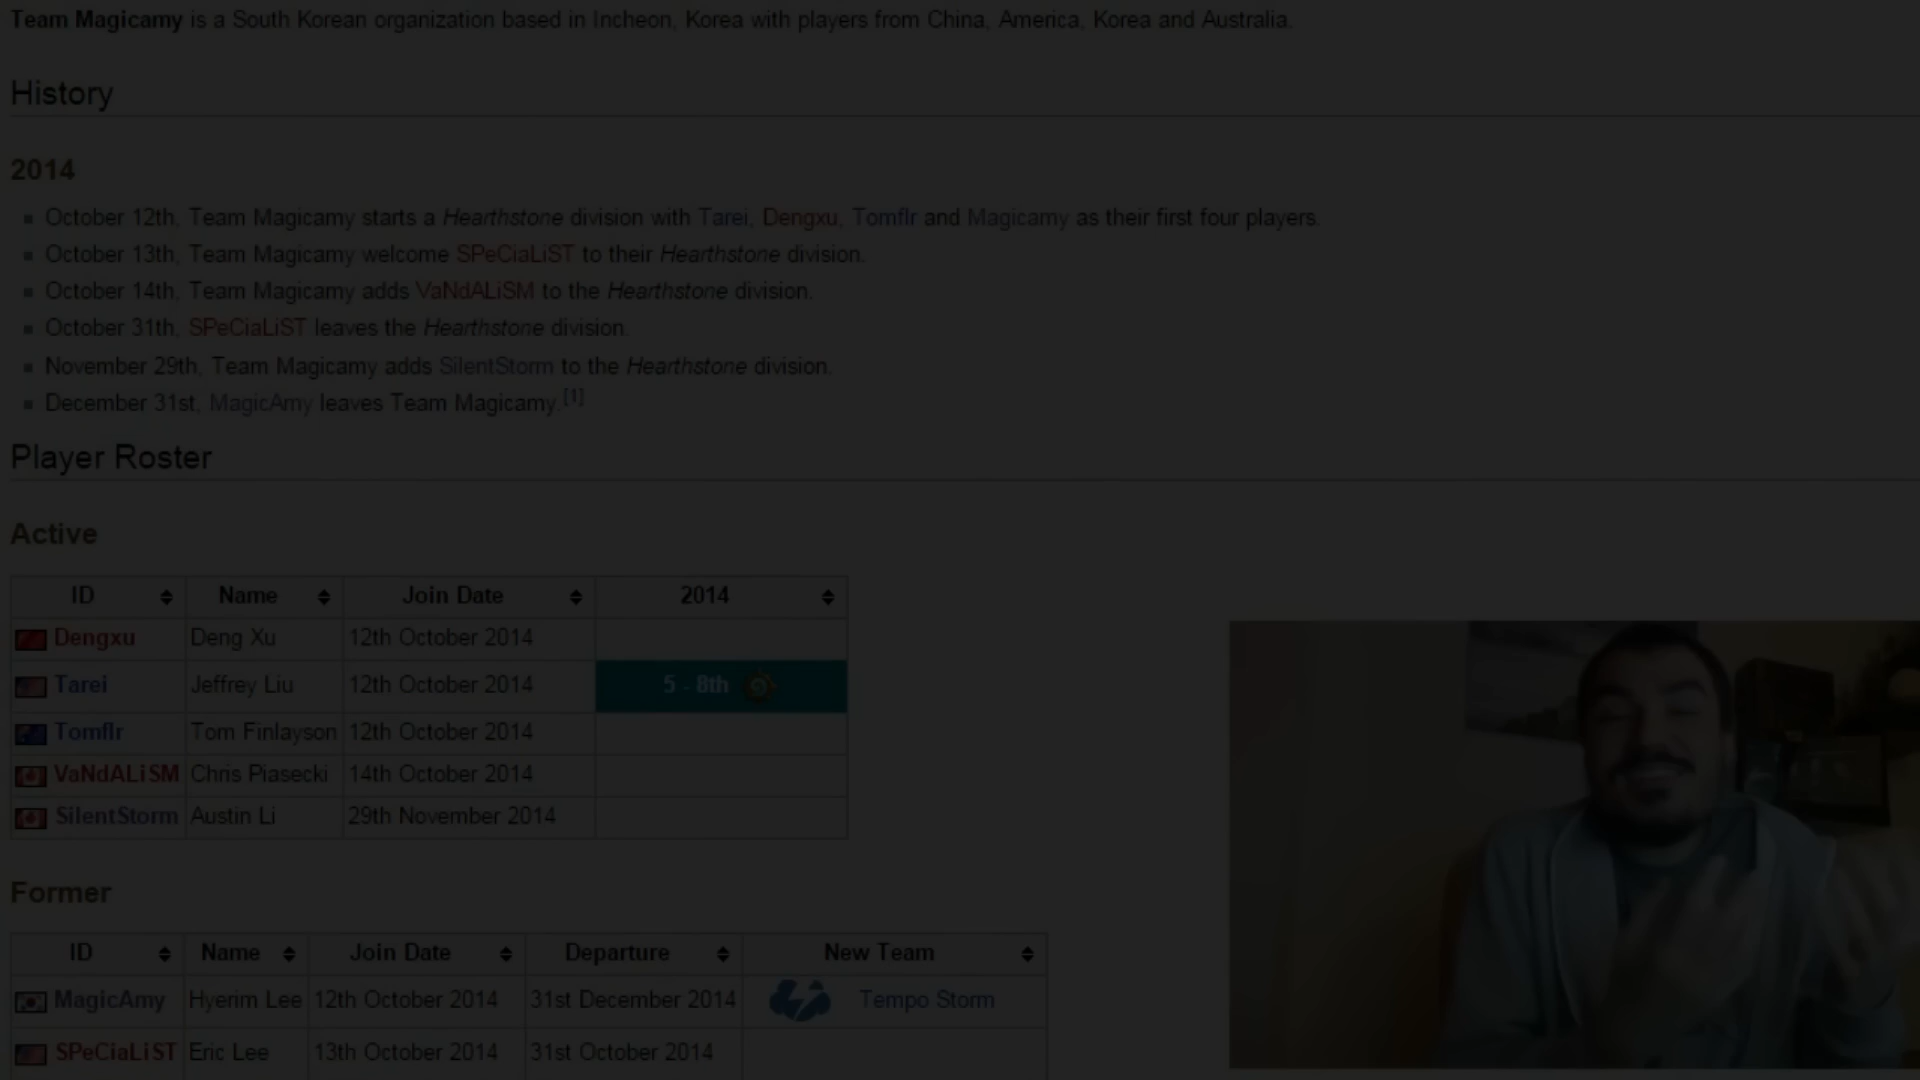 Team Magicamy is a South Korean organization based in Incheon, Korea with players from China, America, Korea and Australia.
History
2014
October 12th, Team Magicamy starts a Hearthstone division with Tarei, Dengxu, Tomflr and Magicamy as their first four players.
October 13th, Team Magicamy welcome SPeCiaLiST to their Hearthstone division.
October 14th, Team Magicamy adds VaNdALiSM to the Hearthstone division.
October 31th, SPeCiaLiST leaves the Hearthstone division.
November 29th, Team Magicamy adds SilentStorm to the Hearthstone division.
December 31st, MagicAmy leaves Team Magicamy.[1]
Player Roster
Active
ID Name Join Date 2014
Dengxu Deng Xu 12th October 2014
Tarei Jeffrey Liu 12th October 2014 5 - 8th
Tomflr Tom Finlayson 12th October 2014
VaNdALiSM Chris Piasecki 14th October 2014
SilentStorm Austin Li 29th November 2014
Former
ID Name Join Date Departure New Team
MagicAmy Hyerim Lee 12th October 2014 31st December 2014 Tempo Storm
SPeCiaLiST Eric Lee 13th October 2014 31st October 2014